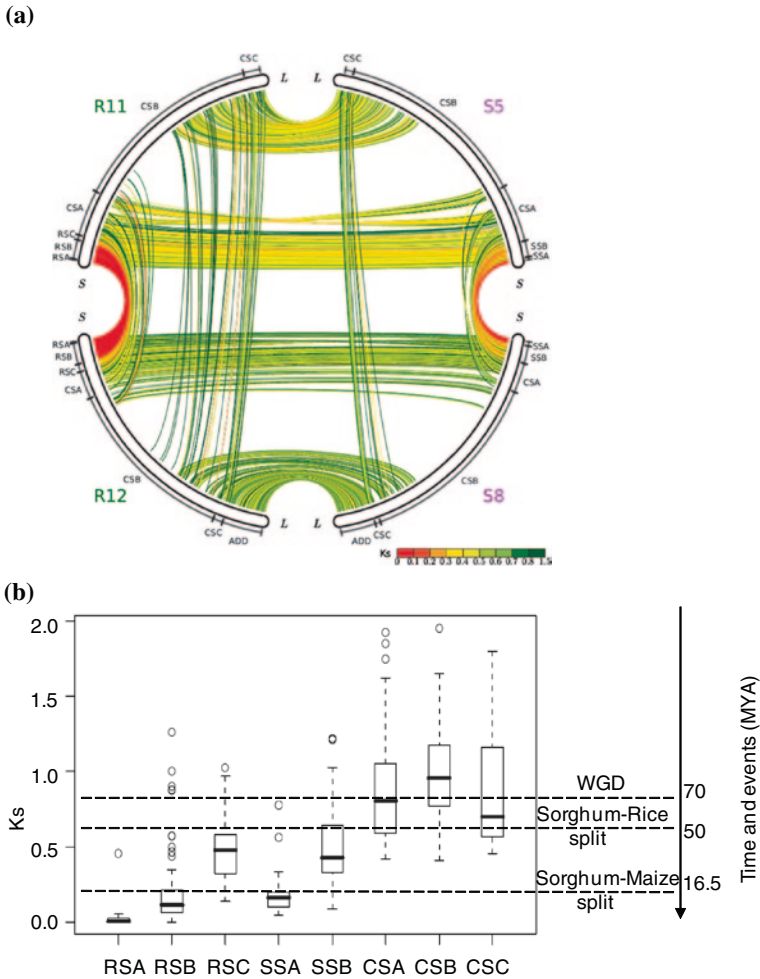 (a)
CSC L L CSC
R11 CSB CSB S5
CSA CSA
RSC
RSB SSB
RSA SSA
S S
S S
RSA SSA
RSB SSB
RSC
CSA CSA
CSB CSB
R12 S8
CSC L L CSC
ADD ADD
Ks 0 0.1 0.2 0.3 0.4 0.5 0.6 0.7 0.8 1.5
(b)
2.0
1.5
1.0
0.5
0.0
Ks
WGD 70
Sorghum-Rice
split 50
Sorghum-Maize 16.5
split
Time and events (MYA)
RSA RSB RSC SSA SSB CSA CSB CSC